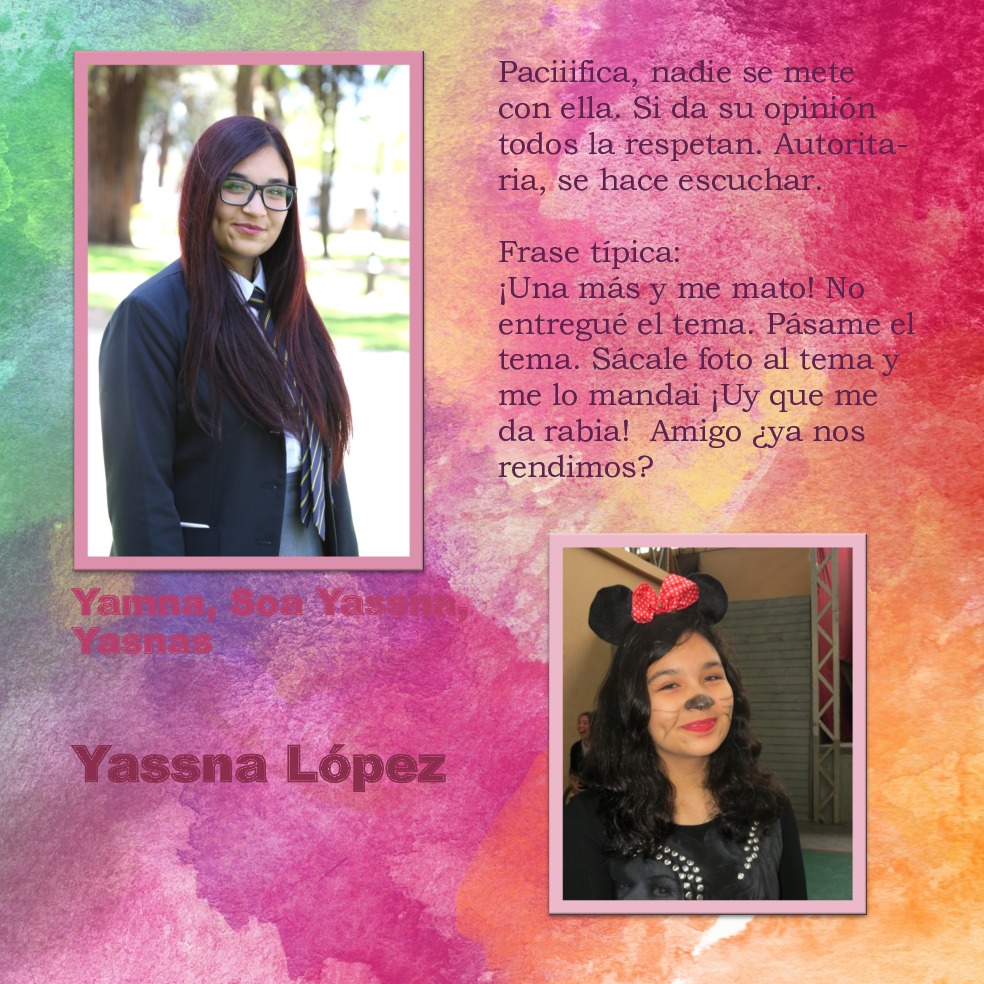 Paciiifica, nadie se mete
con ella. Si da su opinión
todos la respetan. Autorita-
ria, se hace escuchar.
Frase típica:
¡Una más y me mato! No
entregué el tema. Pásame el
tema. Sácale foto al tema y
me lo mandai ¡Uy que me
da rabia!  Amigo ¿ya nos
rendimos?
Yamna, Soa Yassna,
Yasnas
Yassna López